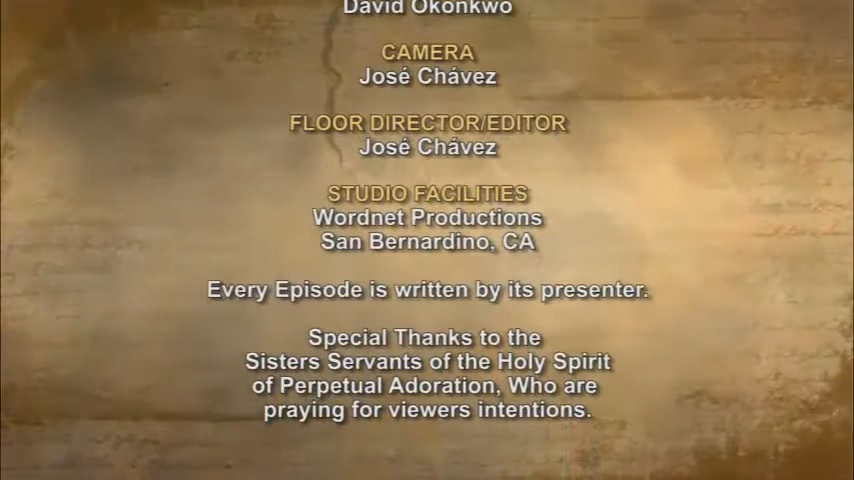 David Okonkwo
CAMERA
José Chávez
FLOOR DIRECTOR/EDITOR
José Chávez
STUDIO FACILITIES
Wordnet Productions
San Bernardino, CA
Every Episode is written by its presenter.
Special Thanks to the
Sisters Servants of the Holy Spirit
of Perpetual Adoration, Who are
praying for viewers intentions.